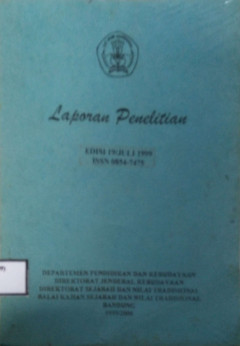 Laporan Penelitian
EDISI 19/JULI 1999
ISSN 0854-7475
DEPARTEMEN PENDIDIKAN DAN KEBUDAYAAN
DIREKTORAT JENDERAL KEBUDAYAAN
DIREKTORAT SEJARAH DAN NILAI TRADISIONAL
BALAI KAJIAN SEJARAH DAN NILAI TRADISIONAL
BANDUNG